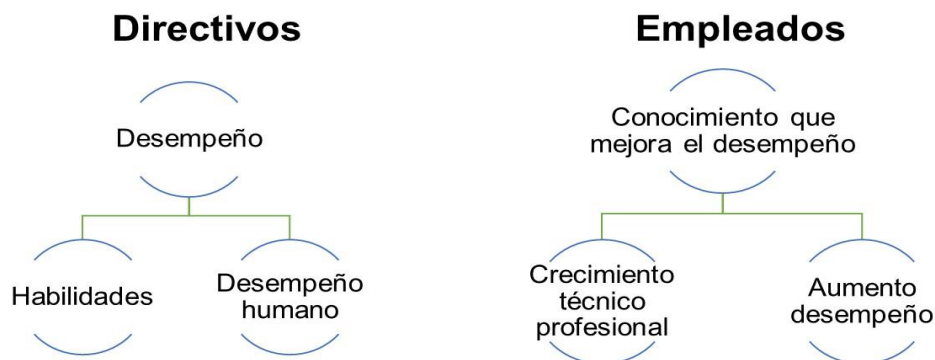 Directivos
Desempeño
Habilidades
Desempeño
humano
Empleados
Conocimiento que
mejora el desempeño
Crecimiento
técnico
profesional
Aumento
desempeño